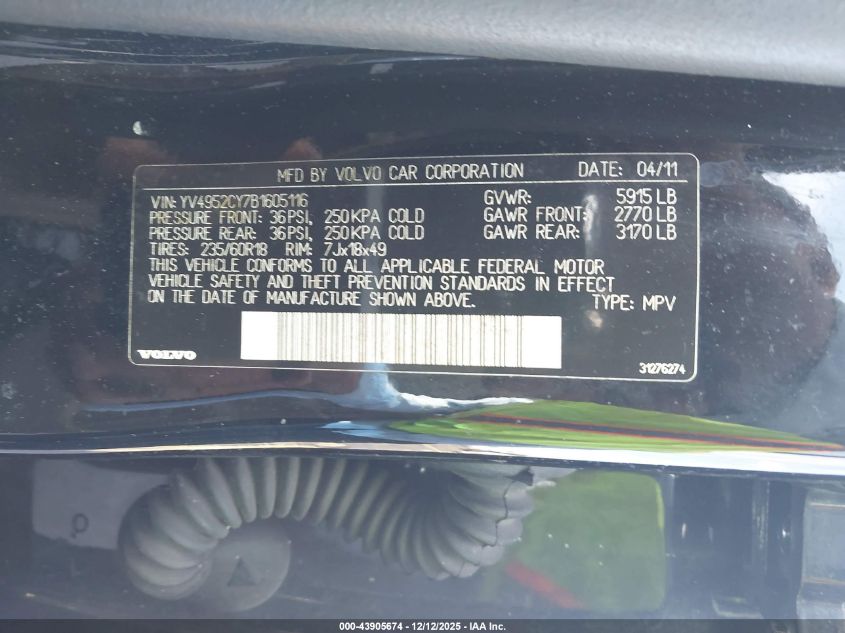 MFD BY VOLVO CAR CORPORATION DATE: 04/11
VIN: YV4952CY7B1605116 GVWR: 5915 LB
PRESSURE FRONT: 36 PSI, 250 KPA COLD GAWR FRONT: 2770 LB
PRESSURE REAR: 36 PSI, 250 KPA COLD GAWR REAR: 3170 LB
TIRES: 235/60R18 RIM: 7Jx18x49
THIS VEHICLE CONFORMS TO ALL APPLICABLE FEDERAL MOTOR
VEHICLE SAFETY AND THEFT PREVENTION STANDARDS IN EFFECT
ON THE DATE OF MANUFACTURE SHOWN ABOVE. TYPE: MPV
VOLVO 31276274
000-43905674 - 12/12/2025 - IAA Inc.